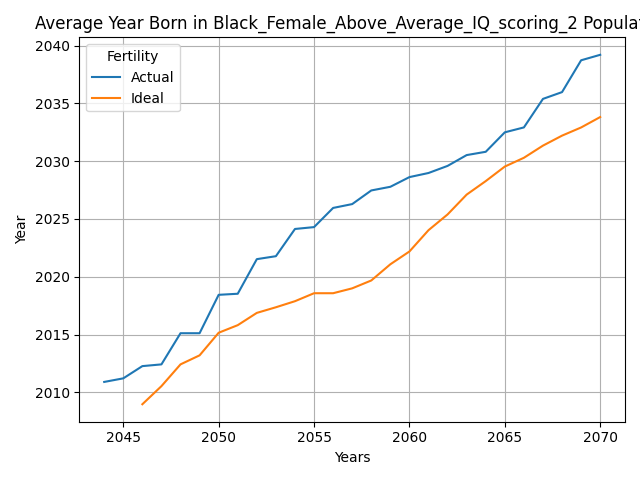 Average Year Born in Black_Female_Above_Average_IQ_scoring_2 Populat
Fertility
Actual
Ideal
2040
2035
2030
2025
2020
2015
2010
Year
2045 2050 2055 2060 2065 2070
Years